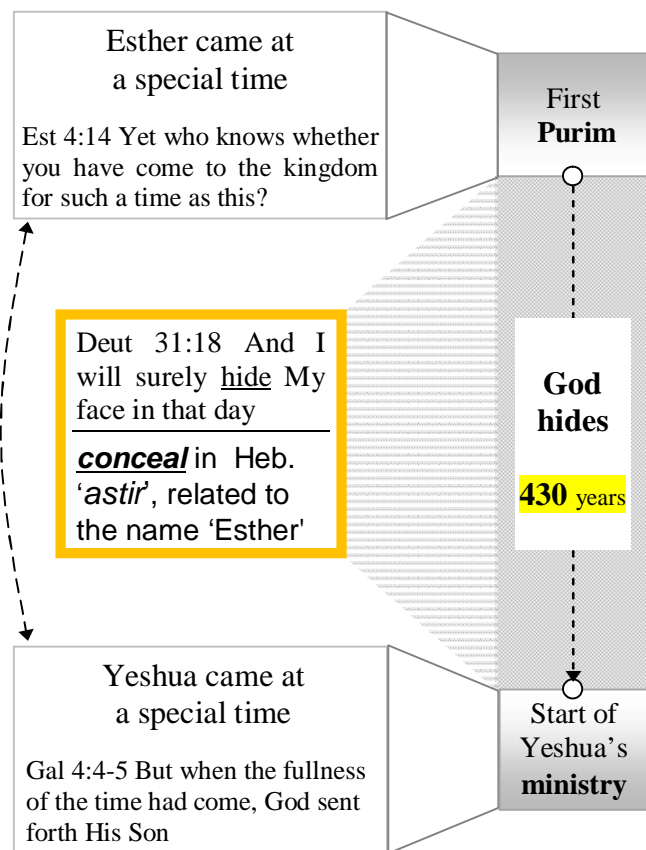 Esther came at
a special time
Est 4:14 Yet who knows whether
you have come to the kingdom
for such a time as this?
First
Purim
Deut 31:18 And I
will surely hide My
face in that day
conceal in Heb.
‘astir’, related to
the name ‘Esther'
God
hides
430 years
Yeshua came at
a special time
Gal 4:4-5 But when the fullness
of the time had come, God sent
forth His Son
Start of
Yeshua’s
ministry